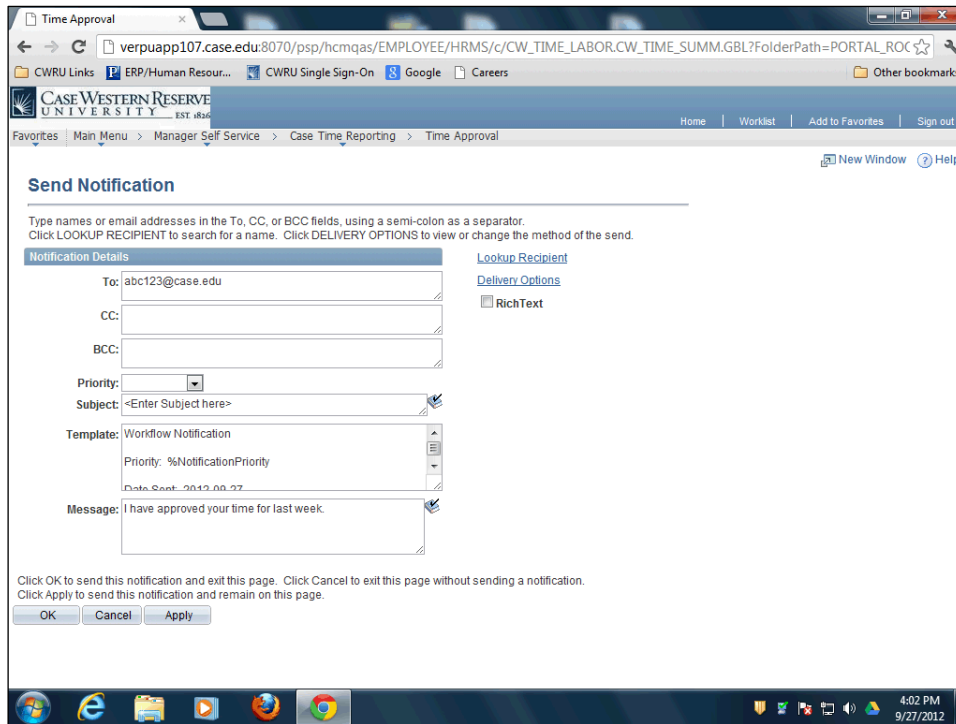 Time Approval
verpuapp107.case.edu:8070/psp/hcmqas/EMPLOYEE/HRMS/c/CW_TIME_LABOR.CW_TIME_SUMM.GBL?FolderPath=PORTAL_ROO
CWRU Links ERP/Human Resour... CWRU Single Sign-On Google Careers Other bookmark
CASE WESTERN RESERVE
UNIVERSITY EST. 1826
Home | Worklist | Add to Favorites | Sign out
Favorites Main Menu > Manager Self Service > Case Time Reporting > Time Approval
New Window Help
Send Notification
Type names or email addresses in the To, CC, or BCC fields, using a semi-colon as a separator.
Click LOOKUP RECIPIENT to search for a name. Click DELIVERY OPTIONS to view or change the method of the send.
Notification Details Lookup Recipient
To: abc123@case.edu Delivery Options
RichText
CC:
BCC:
Priority:
Subject: <Enter Subject here>
Template: Workflow Notification
Priority: %NotificationPriority
Date Sent: 2012-09-27
Message: I have approved your time for last week.
Click OK to send this notification and exit this page. Click Cancel to exit this page without sending a notification.
Click Apply to send this notification and remain on this page.
OK Cancel Apply
4:02 PM
9/27/2012